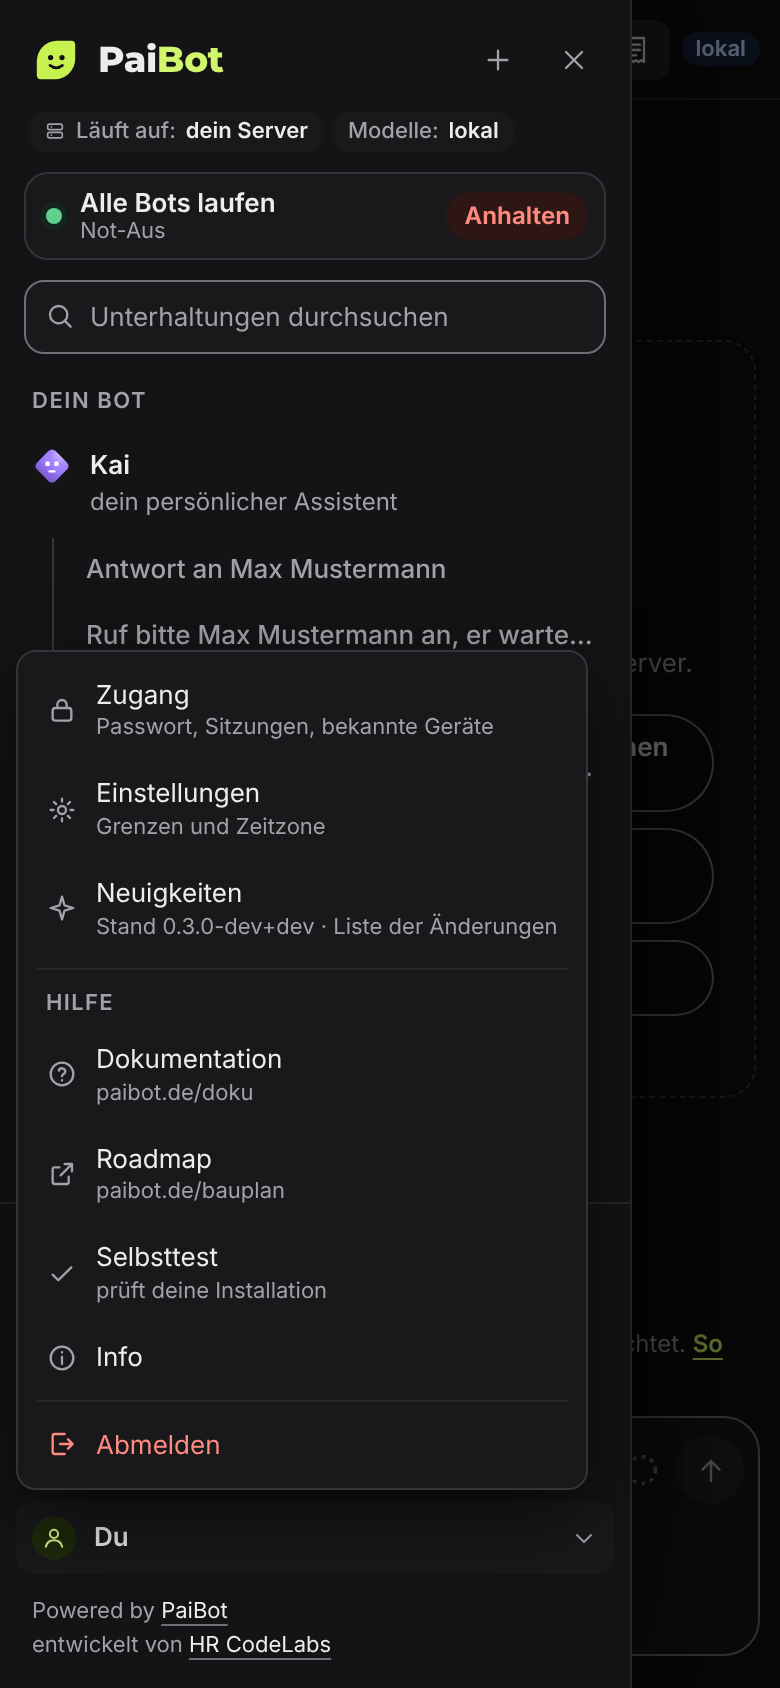 PaiBot
lokal
Läuft auf: dein Server
Modelle: lokal
Alle Bots laufen
Not-Aus
Anhalten
Unterhaltungen durchsuchen
DEIN BOT
Kai
dein persönlicher Assistent
Antwort an Max Mustermann
Ruf bitte Max Mustermann an, er warte...
Zugang
Passwort, Sitzungen, bekannte Geräte
Einstellungen
Grenzen und Zeitzone
Neuigkeiten
Stand 0.3.0-dev+dev · Liste der Änderungen
HILFE
Dokumentation
paibot.de/doku
Roadmap
paibot.de/bauplan
Selbsttest
prüft deine Installation
Info
So
Abmelden
Du
Powered by PaiBot
entwickelt von HR CodeLabs